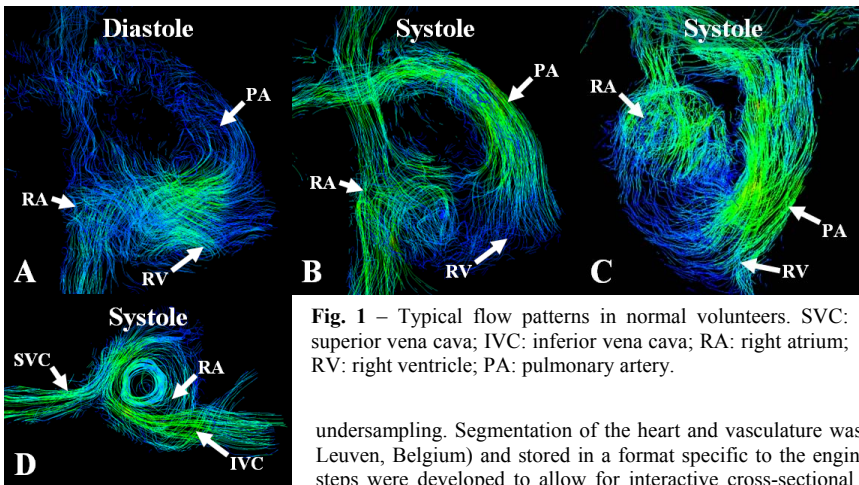 Diastole
PA
RA
RV
A
Systole
PA
RA
RV
B
Systole
RA
PA
RV
C
Systole
SVC
RA
IVC
D
Fig. 1 – Typical flow patterns in normal volunteers. SVC:
superior vena cava; IVC: inferior vena cava; RA: right atrium;
RV: right ventricle; PA: pulmonary artery.
undersampling. Segmentation of the heart and vasculature was
Leuven, Belgium) and stored in a format specific to the engin
steps were developed to allow for interactive cross-sectional